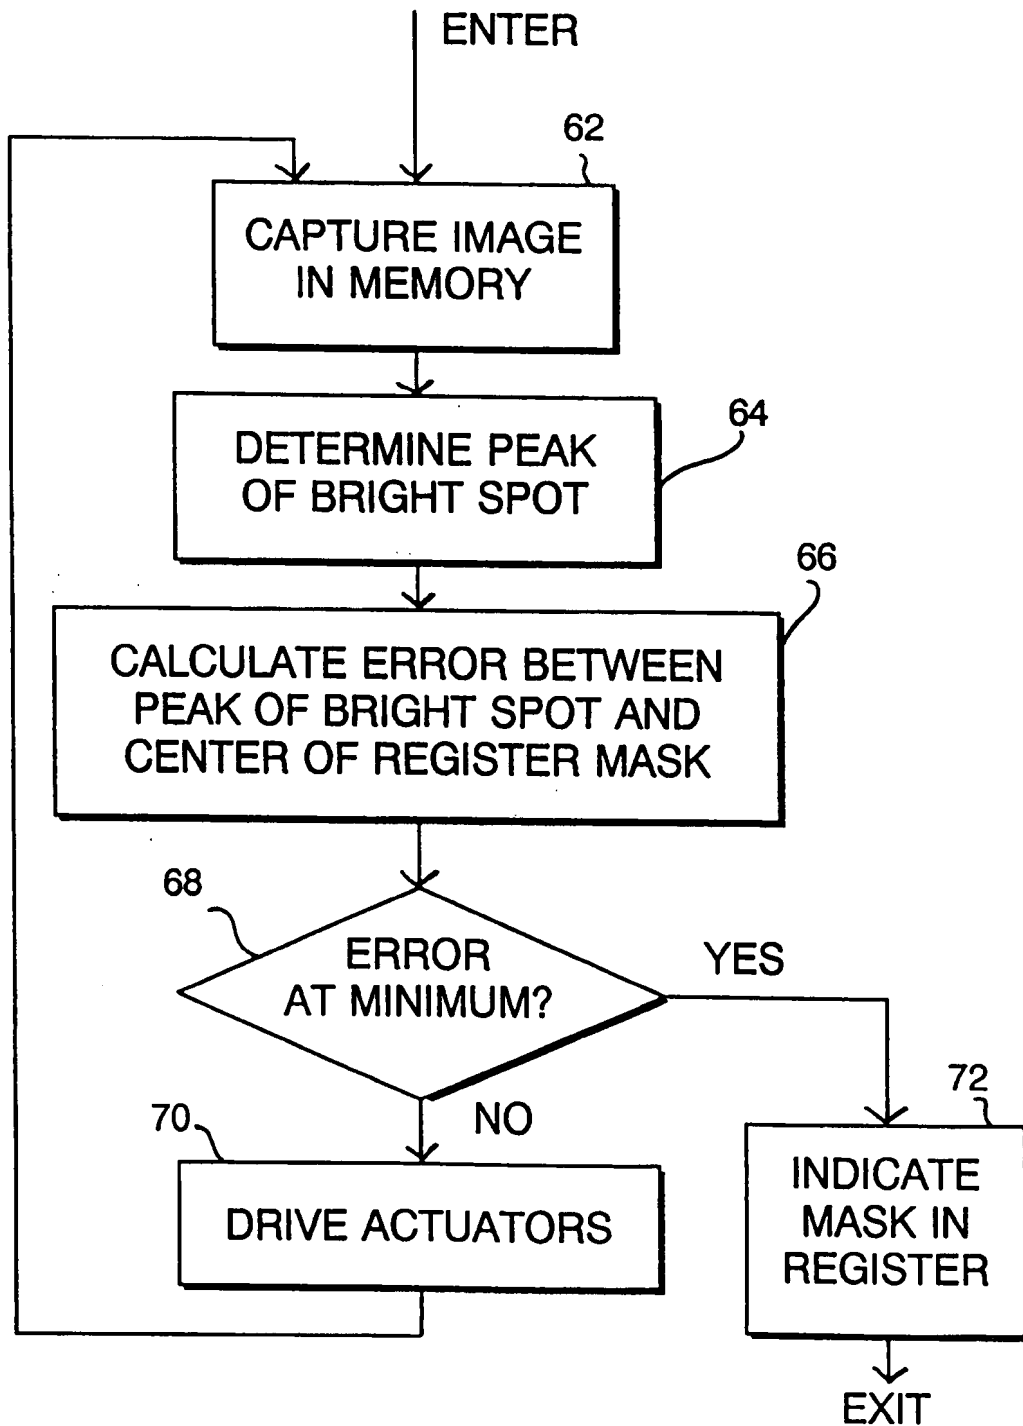 ENTER
62
CAPTURE IMAGE
IN MEMORY
64
DETERMINE PEAK
OF BRIGHT SPOT
66
CALCULATE ERROR BETWEEN
PEAK OF BRIGHT SPOT AND
CENTER OF REGISTER MASK
68
ERROR
AT MINIMUM?
YES
NO
70
DRIVE ACTUATORS
72
INDICATE
MASK IN
REGISTER
EXIT